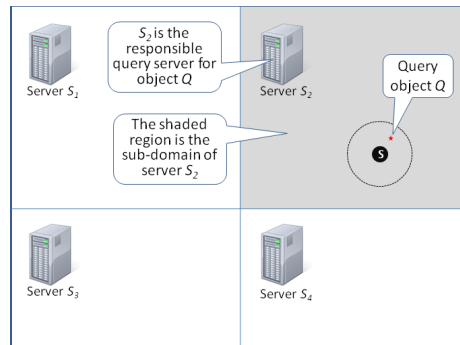 S2 is the
responsible
query server for
object Q
Server S1
Server S2
Query
object Q
The shaded
region is the
sub-domain of
server S2
S
Server S3
Server S4